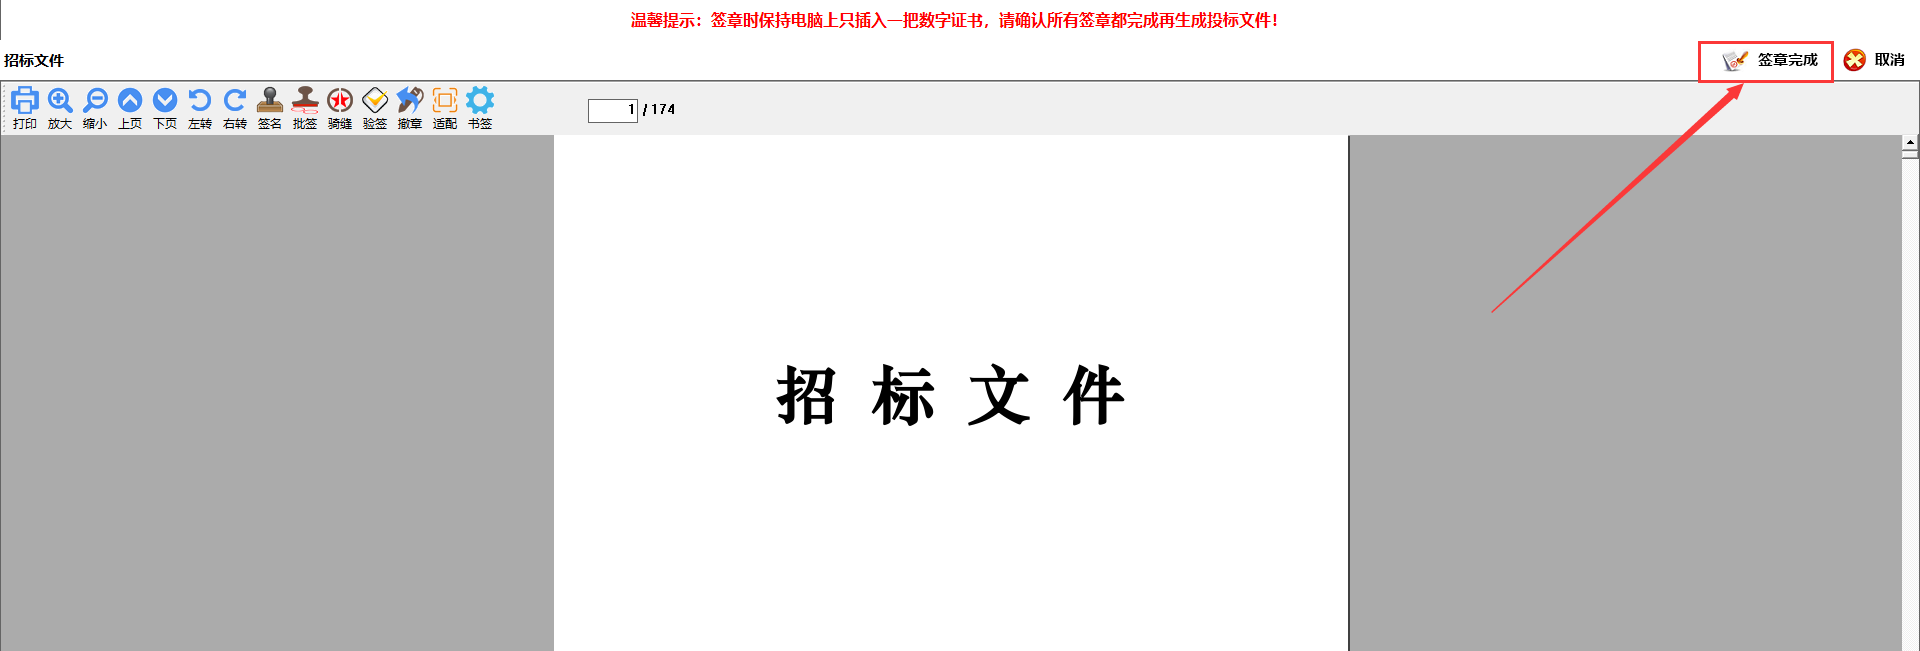 温馨提示：签章时保持电脑上只插入一把数字证书，请确认所有签章都完成再生成投标文件！
招标文件 签章完成 取消
打印 放大 缩小 上页 下页 左转 右转 签名 批签 骑缝 验签 撤章 适配 书签 1 / 174
招 标 文 件